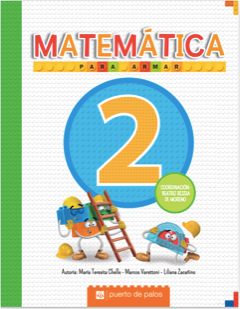 MATEMÁTICA
PARA ARMAR
2
COORDINACIÓN:
BEATRIZ RESSIA
DE MORENO
Autoría: María Teresita Chelle - Marcos Varettoni - Liliana Zacañino
puerto de palos